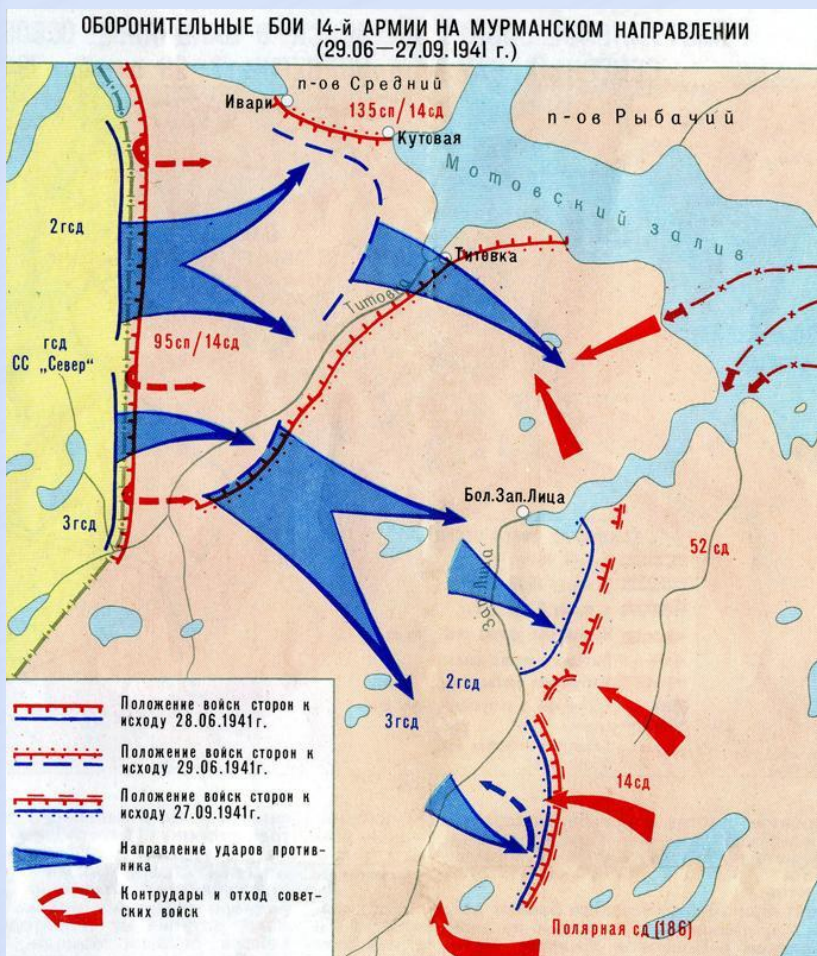 ОБОРОНИТЕЛЬНЫЕ БОИ 14-й АРМИИ НА МУРМАНСКОМ НАПРАВЛЕНИИ
(29.06—27.09.1941 г.)
п-ов Средний
Ивари
135сп/14сд
п-ов Рыбачий
Кутовая
Мотовский залив
2гсд
Титовка
Титовка
гсд
СС „Север“
95сп/14сд
Бол.Зап.Лица
3гсд
52 сд
Зап.Лица
2гсд
3гсд
14сд
Полярная сд (186)
Положение войск сторон к
исходу 28.06.1941г.
Положение войск сторон к
исходу 29.06.1941г.
Положение войск сторон к
исходу 27.09.1941г.
Направление ударов против-
ника
Контрудары и отход совет-
ских войск